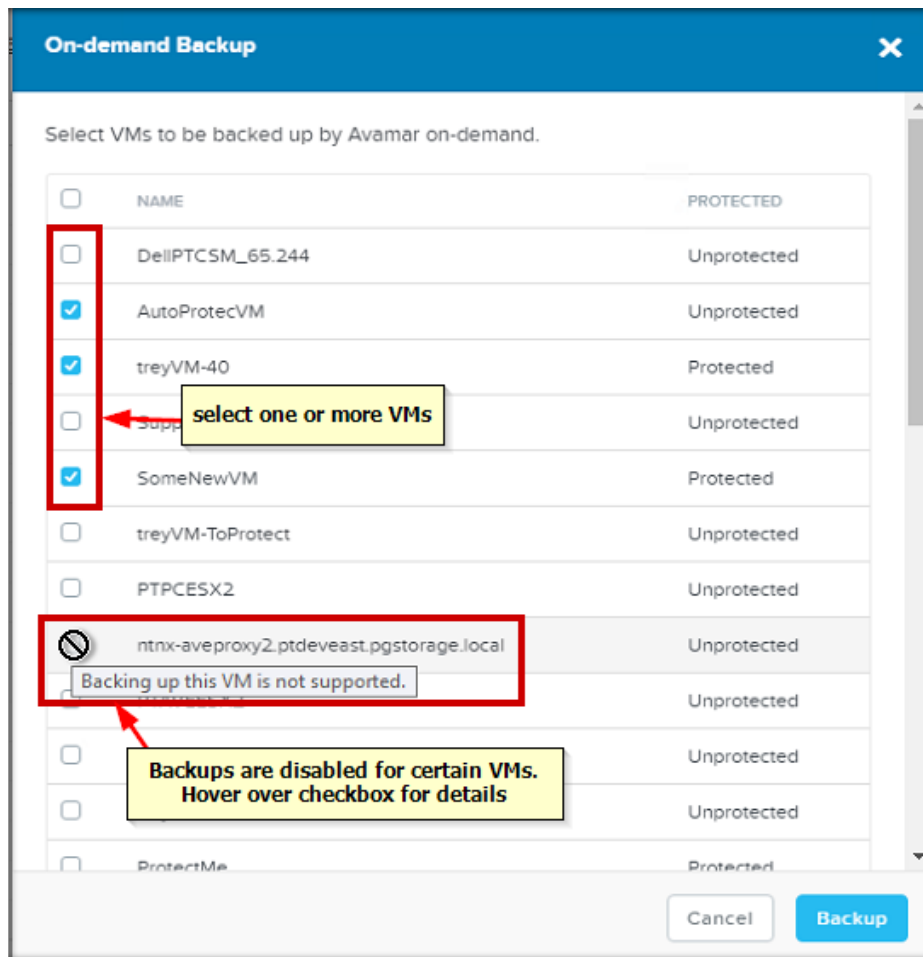 On-demand Backup
Select VMs to be backed up by Avamar on-demand.
NAME PROTECTED
DellPTCSM_65.244 Unprotected
AutoProtecVM Unprotected
treyVM-40 Protected
select one or more VMs
Unprotected
SomeNewVM Protected
treyVM-ToProtect Unprotected
PTPCESX2 Unprotected
ntnx-aveproxy2.ptdeveast.pgstorage.local Unprotected
Backing up this VM is not supported.
Unprotected
Unprotected
Backups are disabled for certain VMs.
Hover over checkbox for details
Unprotected
ProtectMe Protected
Cancel Backup